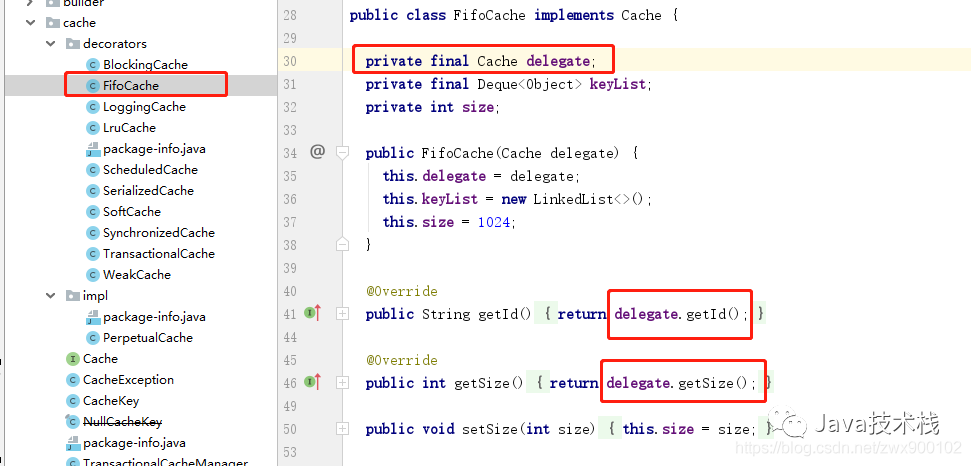 builder
cache
decorators
BlockingCache
FifoCache
LoggingCache
LruCache
package-info.java
ScheduledCache
SerializedCache
SoftCache
SynchronizedCache
TransactionalCache
WeakCache
impl
package-info.java
PerpetualCache
Cache
CacheException
CacheKey
NullCacheKey
package-info.java
TransactionalCacheManager
28 public class FifoCache implements Cache {
29
30 private final Cache delegate;
31 private final Deque<Object> keyList;
32 private int size;
33
34 @ public FifoCache(Cache delegate) {
35 this.delegate = delegate;
36 this.keyList = new LinkedList<>();
37 this.size = 1024;
38 }
39
40 @Override
41 public String getId() { return delegate.getId(); }
44
45 @Override
46 public int getSize() { return delegate.getSize(); }
49
50 public void setSize(int size) { this.size = size; }
53
Java技术栈
https://blog.csdn.net/zwx900102